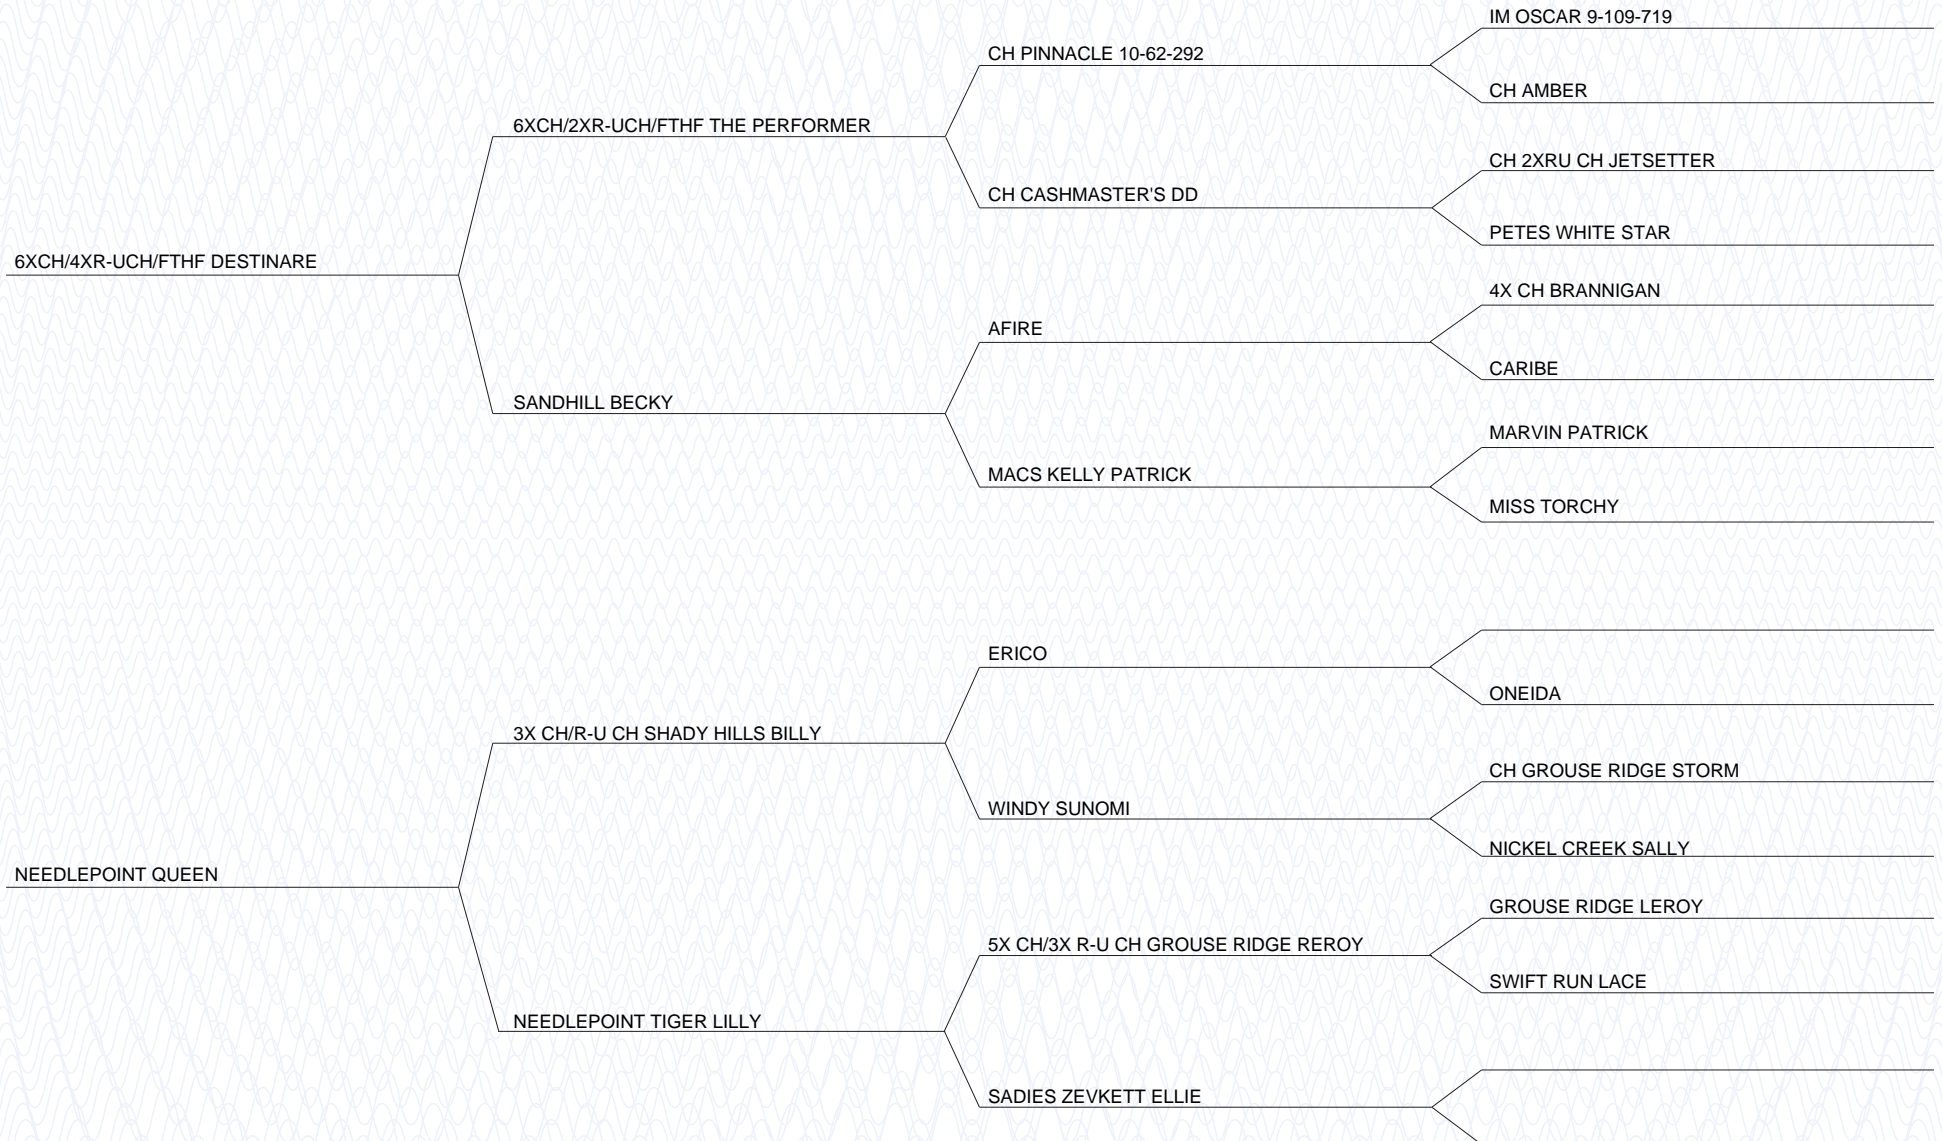 IM OSCAR 9-109-719
CH PINNACLE 10-62-292
CH AMBER
6XCH/2XR-UCH/FTHF THE PERFORMER
CH 2XRU CH JETSETTER
CH CASHMASTER'S DD
PETES WHITE STAR
6XCH/4XR-UCH/FTHF DESTINARE
4X CH BRANNIGAN
AFIRE
CARIBE
SANDHILL BECKY
MARVIN PATRICK
MACS KELLY PATRICK
MISS TORCHY
ERICO
ONEIDA
3X CH/R-U CH SHADY HILLS BILLY
CH GROUSE RIDGE STORM
WINDY SUNOMI
NICKEL CREEK SALLY
NEEDLEPOINT QUEEN
GROUSE RIDGE LEROY
5X CH/3X R-U CH GROUSE RIDGE REROY
SWIFT RUN LACE
NEEDLEPOINT TIGER LILLY
SADIES ZEVKETT ELLIE